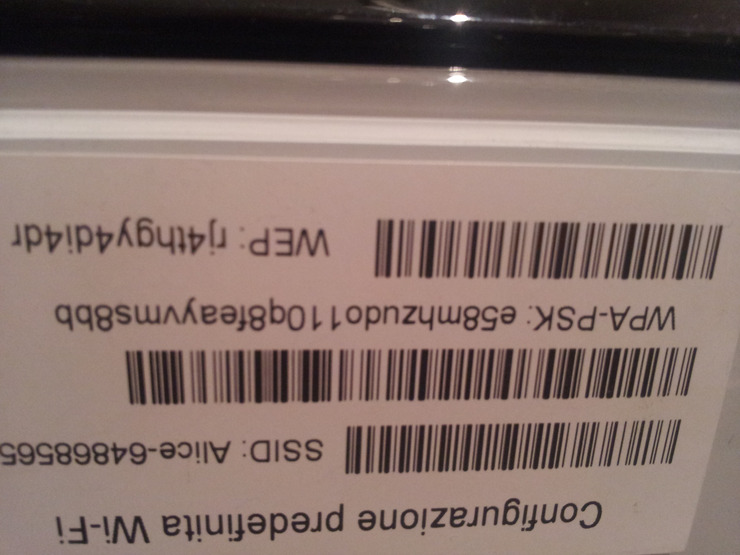 Configurazione predefinita Wi-Fi
SSID: Alice-64868565
WPA-PSK: e58mhzudo110q8feayvms8bb
WEP: rj4thgy4di4dr